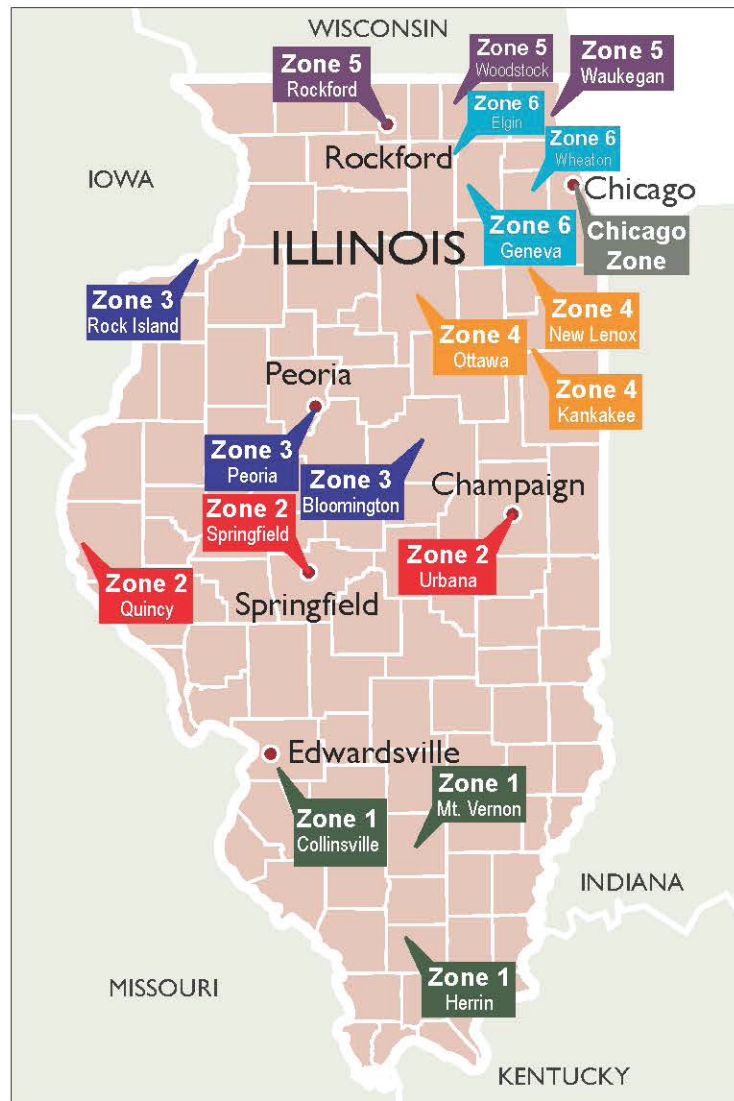 WISCONSIN
Zone 5
Rockford
Zone 5
Woodstock
Zone 5
Waukegan
Zone 6
Elgin
Rockford
Zone 6
Wheaton
IOWA
Chicago
ILLINOIS
Zone 6
Geneva
Chicago
Zone
Zone 3
Rock Island
Zone 4
Ottawa
Zone 4
New Lenox
Peoria
Zone 4
Kankakee
Zone 3
Peoria
Zone 3
Bloomington
Champaign
Zone 2
Springfield
Zone 2
Urbana
Zone 2
Quincy
Springfield
Edwardsville
Zone 1
Mt. Vernon
Zone 1
Collinsville
INDIANA
Zone 1
Herrin
MISSOURI
KENTUCKY